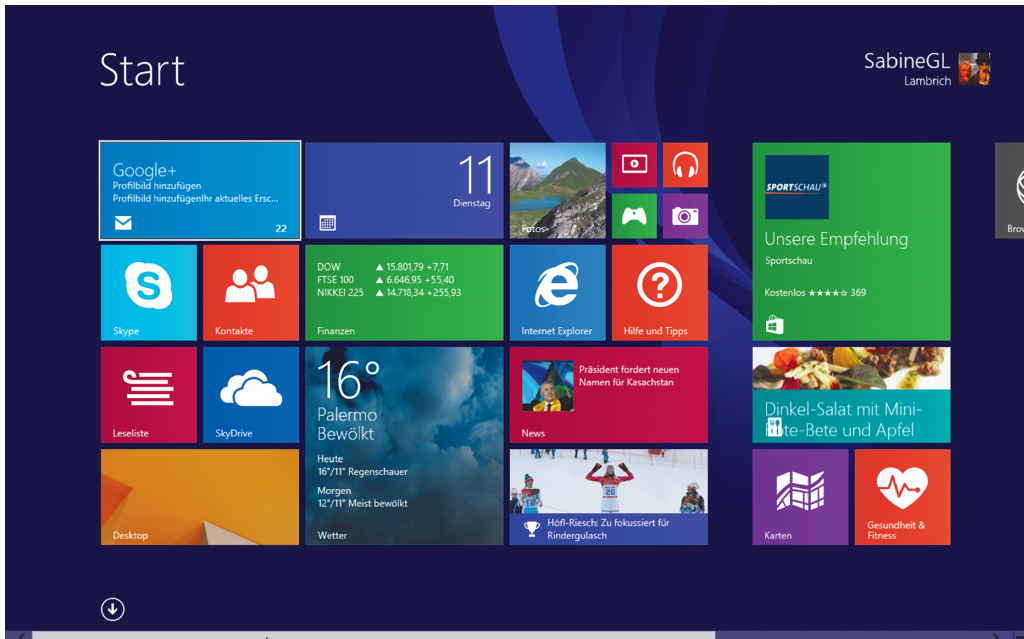 Start
SabineGL
Lambrich
Google+
Profilbild hinzufügen
Profilbild hinzufügenIhr aktuelles Ersc...
22
11
Dienstag
Fotos
SPORTSCHAU®
Unsere Empfehlung
Sportschau
Kostenlos ★★★★☆ 369
Skype
Kontakte
DOW ▲ 15.801,79 +7,71
FTSE 100 ▲ 6.646,95 +55,40
NIKKEI 225 ▲ 14.718,34 +255,93
Finanzen
Internet Explorer
Hilfe und Tipps
Leseliste
SkyDrive
16°
Palermo
Bewölkt
Heute
16°/11° Regenschauer
Morgen
12°/11° Meist bewölkt
Wetter
Präsident fordert neuen
Namen für Kasachstan
News
Dinkel-Salat mit Mini-
te-Bete und Apfel
Desktop
20
Höfl-Riesch: Zu fokussiert für
Rindergulasch
Karten
Gesundheit &
Fitness